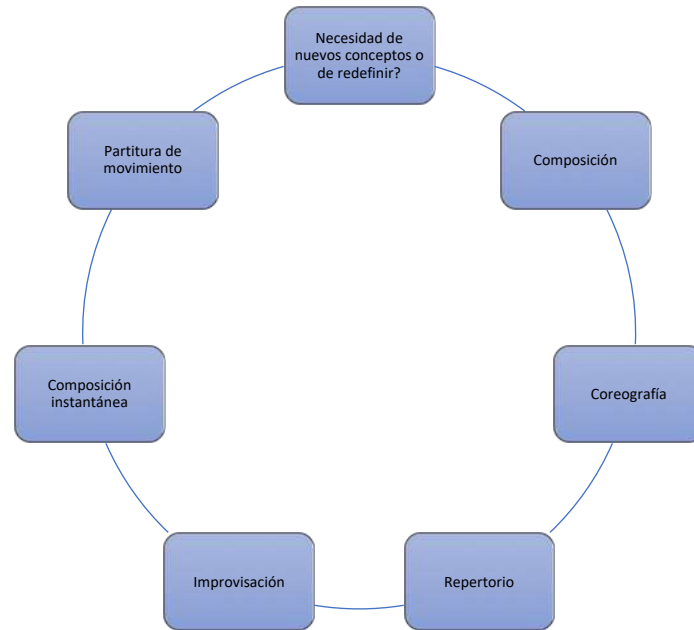 Necesidad de
nuevos conceptos o
de redefinir?
Composición
Coreografía
Repertorio
Improvisación
Composición
instantánea
Partitura de
movimiento